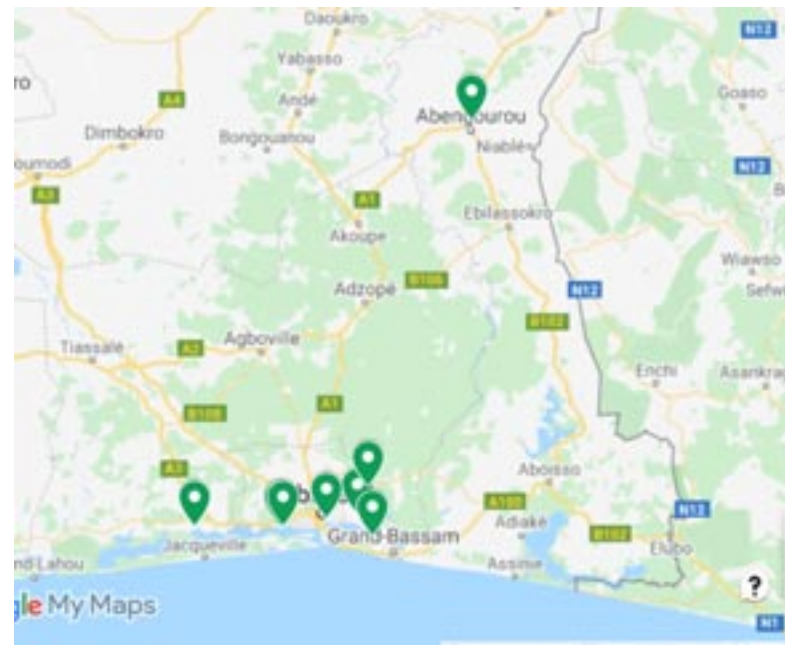 Daoukro
N12
Yabasso
ro
A4
Andé
Goaso
Abengourou
Dimbokro
Bongouanou
Niablé
oumodi
N12
A3
A1
B
Ebilassokro
Akoupe
Wiawso
B108
Adzopé
N12
Sefwi
B102
Agboville
A2
Tiassalé
Enchi
Asankrag
A1
B108
A3
Aboisso
b
A100
N12
Adiaké
Grand-Bassam
B102
Jacqueville
Elubo
nd-Lahou
Assinie
?
gle My Maps
N1